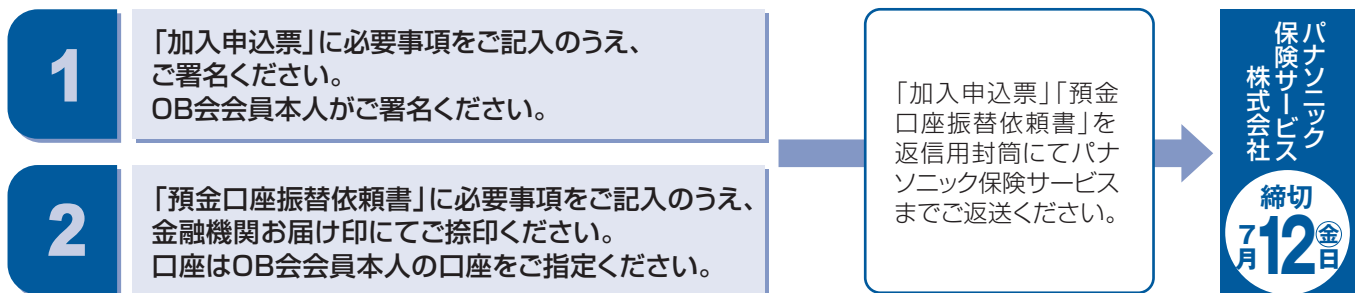 1
「加入申込票」に必要事項をご記入のうえ、
ご署名ください。
OB会会員本人がご署名ください。
2
「預金口座振替依頼書」に必要事項をご記入のうえ、
金融機関お届け印にてご捺印ください。
口座はOB会会員本人の口座をご指定ください。
「加入申込票」「預金
口座振替依頼書」を
返信用封筒にてパナ
ソニック保険サービス
までご返送ください。
パナソニック
保険サービス
株式会社
締切
7月12日㊎